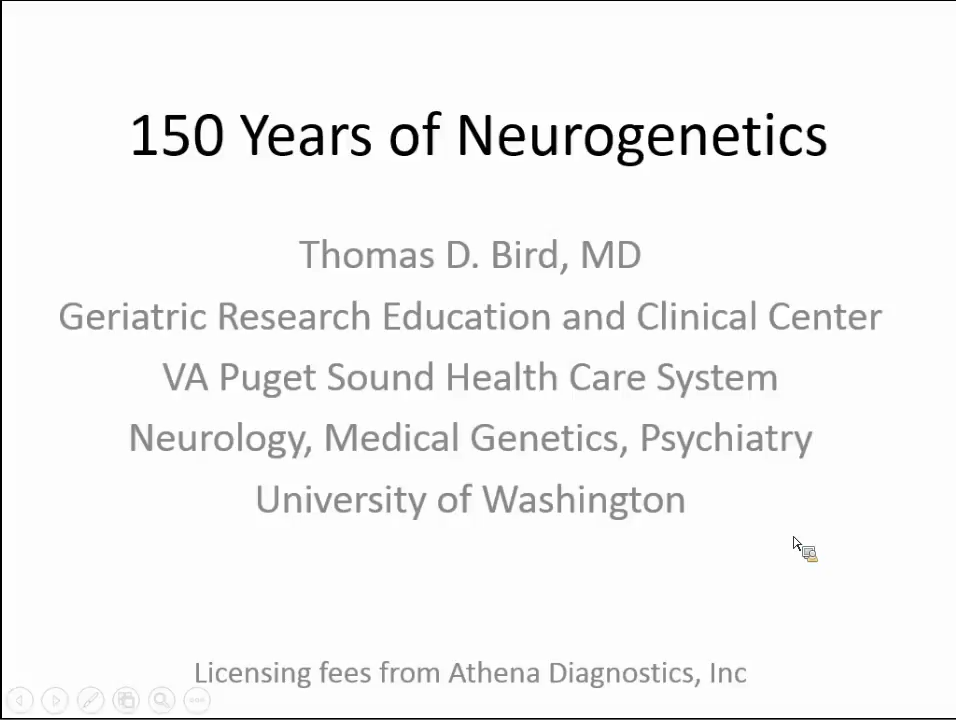 150 Years of Neurogenetics
Thomas D. Bird, MD
Geriatric Research Education and Clinical Center
VA Puget Sound Health Care System
Neurology, Medical Genetics, Psychiatry
University of Washington
Licensing fees from Athena Diagnostics, Inc